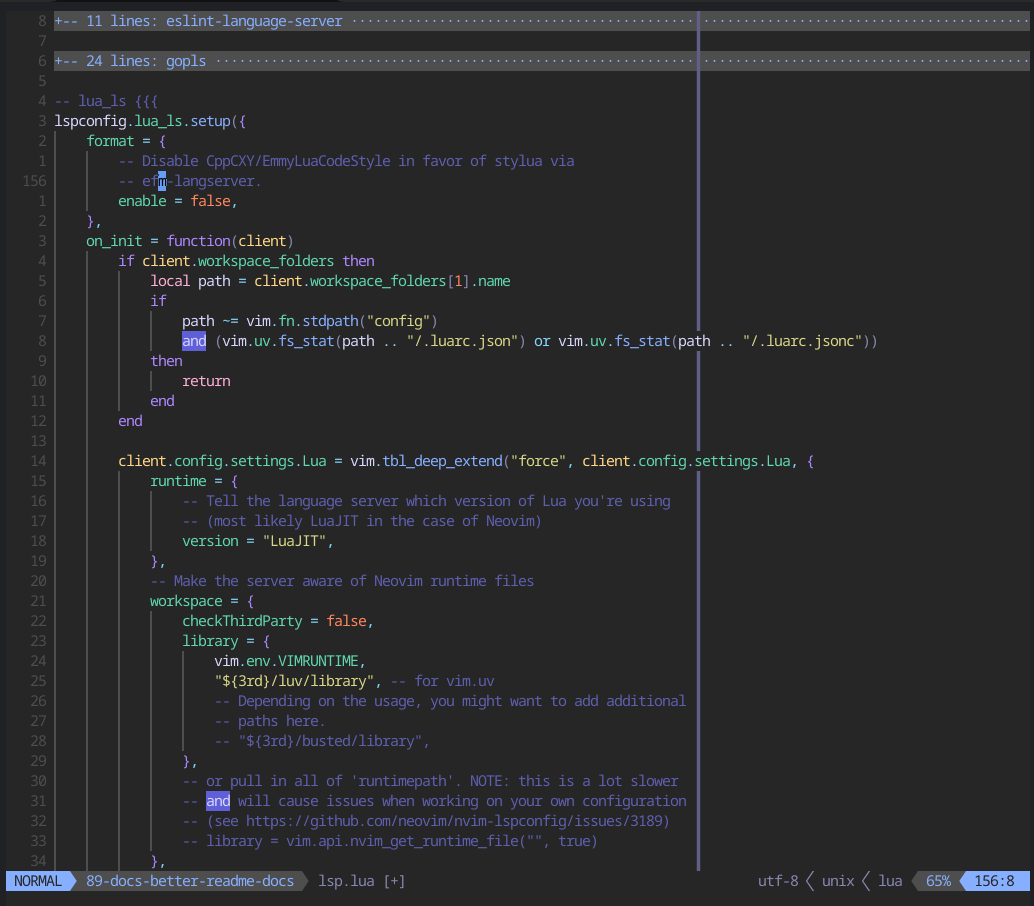 8 +-- 11 lines: eslint-language-server ····················································································
7
6 +-- 24 lines: gopls ·····················································································································
5
4 -- lua_ls {{{
3 lspconfig.lua_ls.setup({
2     format = {
1         -- Disable CppCXY/EmmyLuaCodeStyle in favor of stylua via
156         -- efm-langserver.
1         enable = false,
2     },
3     on_init = function(client)
4         if client.workspace_folders then
5             local path = client.workspace_folders[1].name
6             if
7                 path ~= vim.fn.stdpath("config")
8                 and (vim.uv.fs_stat(path .. "/.luarc.json") or vim.uv.fs_stat(path .. "/.luarc.jsonc"))
9             then
10                 return
11             end
12         end
13
14         client.config.settings.Lua = vim.tbl_deep_extend("force", client.config.settings.Lua, {
15             runtime = {
16                 -- Tell the language server which version of Lua you're using
17                 -- (most likely LuaJIT in the case of Neovim)
18                 version = "LuaJIT",
19             },
20             -- Make the server aware of Neovim runtime files
21             workspace = {
22                 checkThirdParty = false,
23                 library = {
24                     vim.env.VIMRUNTIME,
25                     "${3rd}/luv/library", -- for vim.uv
26                     -- Depending on the usage, you might want to add additional
27                     -- paths here.
28                     -- "${3rd}/busted/library",
29                 },
30                 -- or pull in all of 'runtimepath'. NOTE: this is a lot slower
31                 -- and will cause issues when working on your own configuration
32                 -- (see https://github.com/neovim/nvim-lspconfig/issues/3189)
33                 -- library = vim.api.nvim_get_runtime_file("", true)
34             },
NORMAL 89-docs-better-readme-docs lsp.lua [+] utf-8 unix lua 65% 156:8